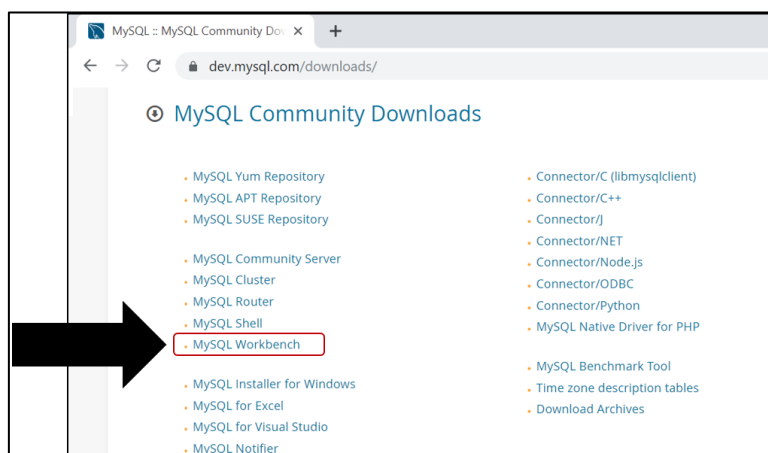 MySQL :: MySQL Community Do
dev.mysql.com/downloads/
MySQL Community Downloads
MySQL Yum Repository
MySQL APT Repository
MySQL SUSE Repository
MySQL Community Server
MySQL Cluster
MySQL Router
MySQL Shell
MySQL Workbench
MySQL Installer for Windows
MySQL for Excel
MySQL for Visual Studio
MySQL Notifier
Connector/C (libmysqlclient)
Connector/C++
Connector/J
Connector/NET
Connector/Node.js
Connector/ODBC
Connector/Python
MySQL Native Driver for PHP
MySQL Benchmark Tool
Time zone description tables
Download Archives